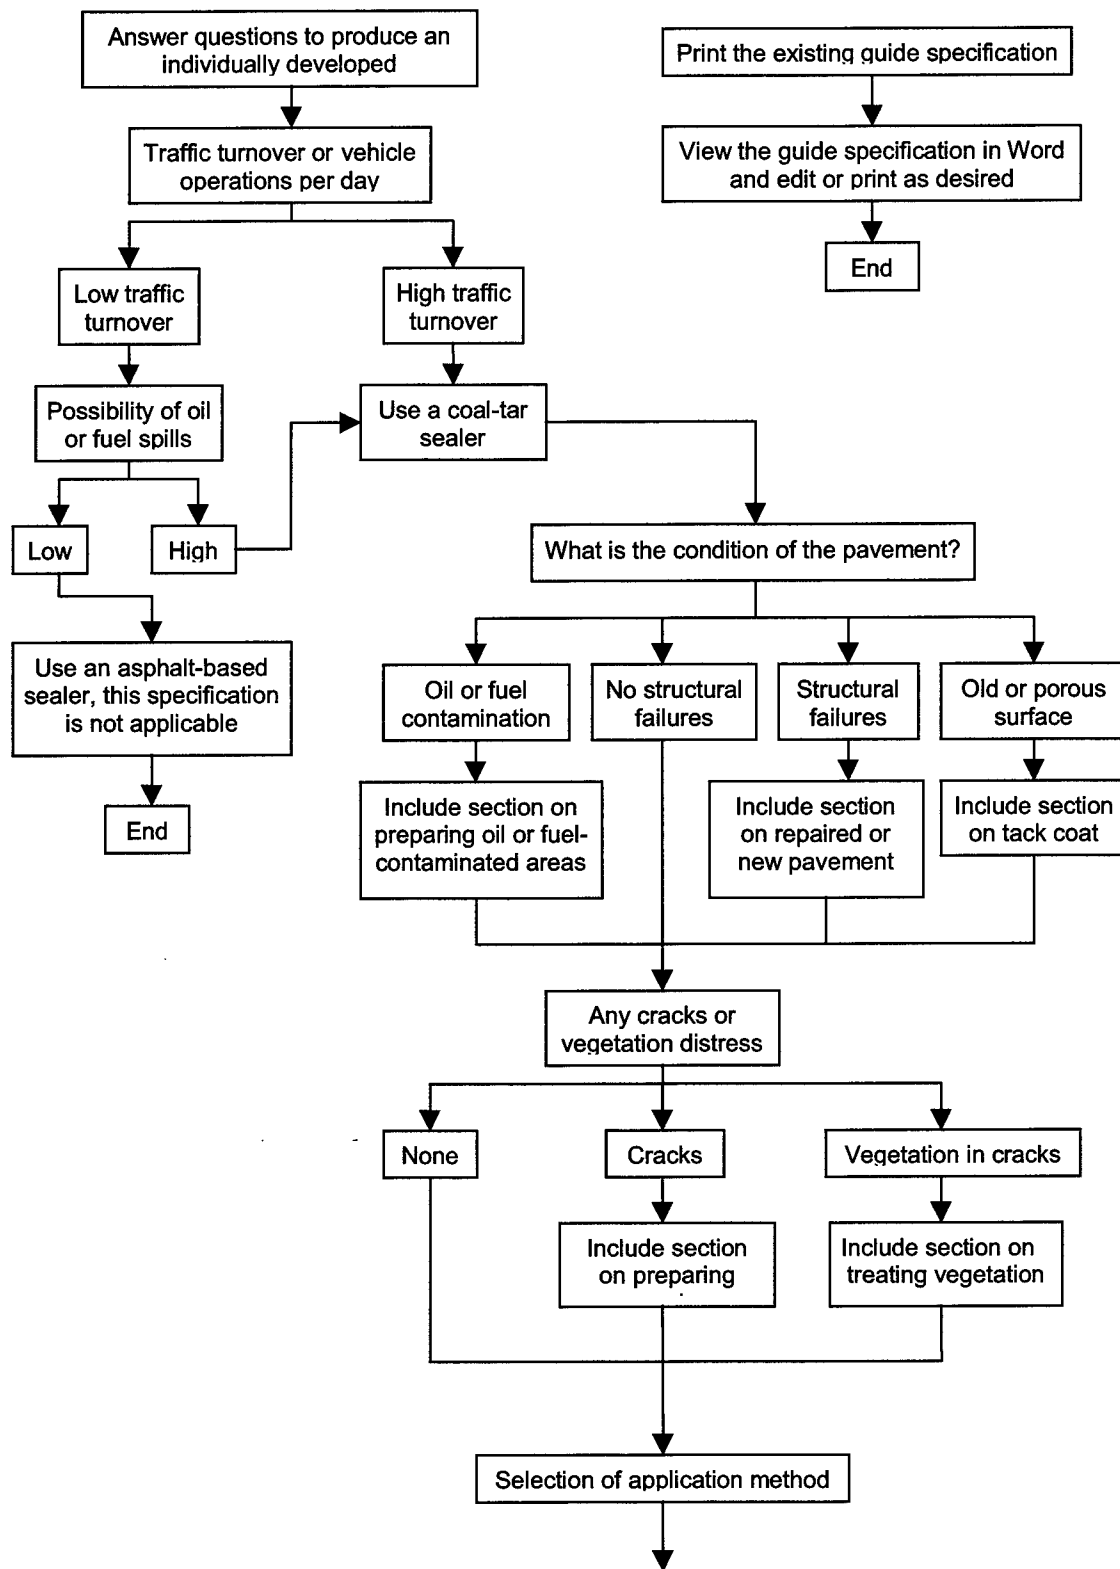 Answer questions to produce an
individually developed
Print the existing guide specification
Traffic turnover or vehicle
operations per day
View the guide specification in Word
and edit or print as desired
End
Low traffic
turnover
High traffic
turnover
Possibility of oil
or fuel spills
Use a coal-tar
sealer
Low
High
What is the condition of the pavement?
Use an asphalt-based
sealer, this specification
is not applicable
End
Oil or fuel
contamination
No structural
failures
Structural
failures
Old or porous
surface
Include section on
preparing oil or fuel-
contaminated areas
Include section
on repaired or
new pavement
Include section
on tack coat
Any cracks or
vegetation distress
None
Cracks
Vegetation in cracks
Include section
on preparing
Include section on
treating vegetation
Selection of application method